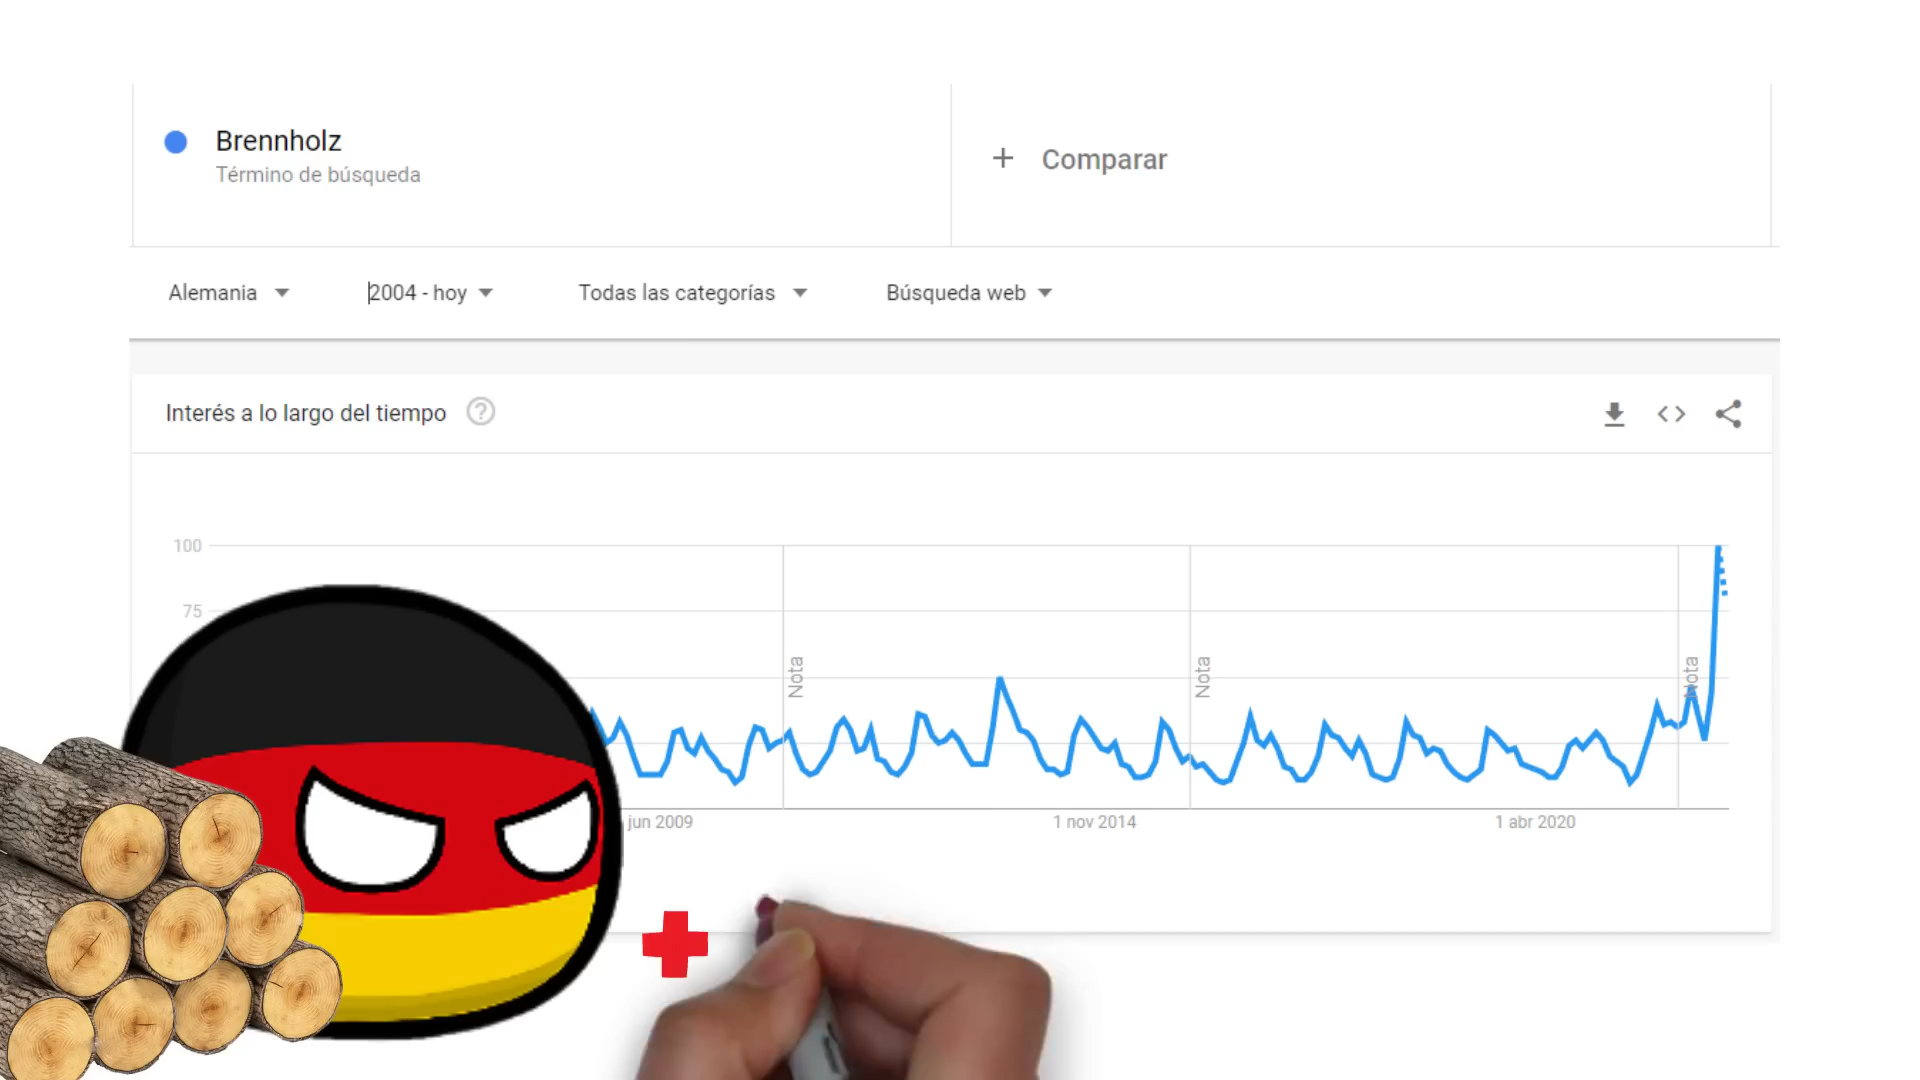 Brennholz
Término de búsqueda
+ Comparar
Alemania
2004 - hoy
Todas las categorías
Búsqueda web
Interés a lo largo del tiempo
100
75
Nota
Nota
Nota
jun 2009
1 nov 2014
1 abr 2020